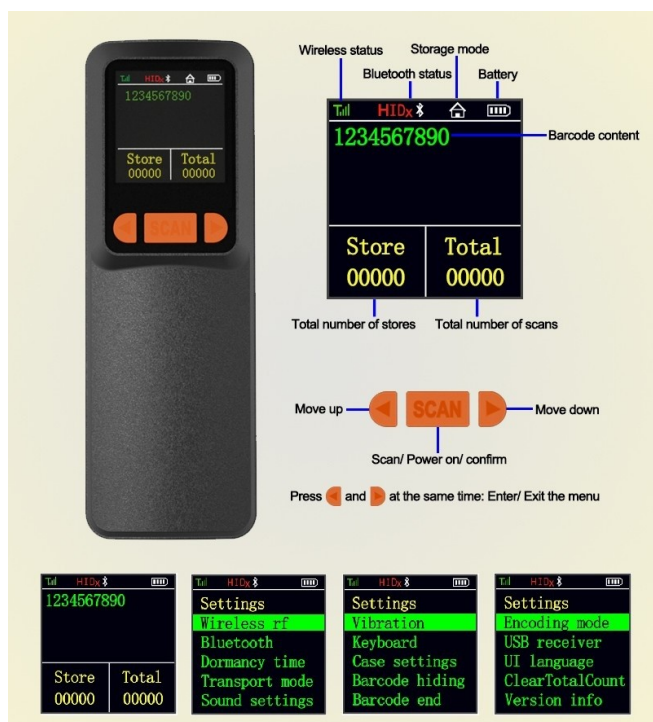 HIDx
1234567890
Store Total
00000 00000
SCAN
Wireless status Storage mode
Bluetooth status Battery
HIDx
1234567890
Barcode content
Store Total
00000 00000
Total number of stores Total number of scans
Move up SCAN Move down
Scan/ Power on/ confirm
Press and at the same time: Enter/ Exit the menu
HIDx
1234567890
Store Total
00000 00000
HIDx
Settings
Wireless rf
Bluetooth
Dormancy time
Transport mode
Sound settings
HIDx
Settings
Vibration
Keyboard
Case settings
Barcode hiding
Barcode end
HIDx
Settings
Encoding mode
USB receiver
UI language
ClearTotalCount
Version info